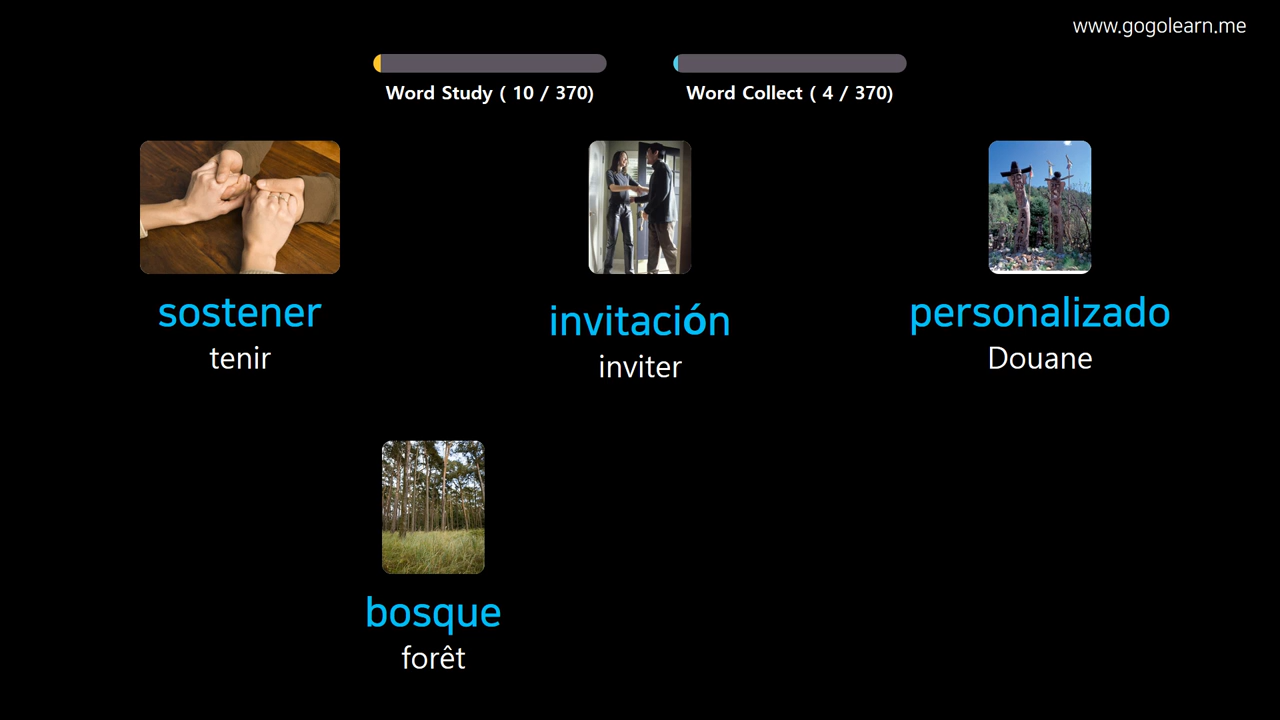 www.gogolearn.me
Word Study ( 10 / 370)
Word Collect ( 4 / 370)
sostener
tenir
invitación
inviter
personalizado
Douane
bosque
forêt